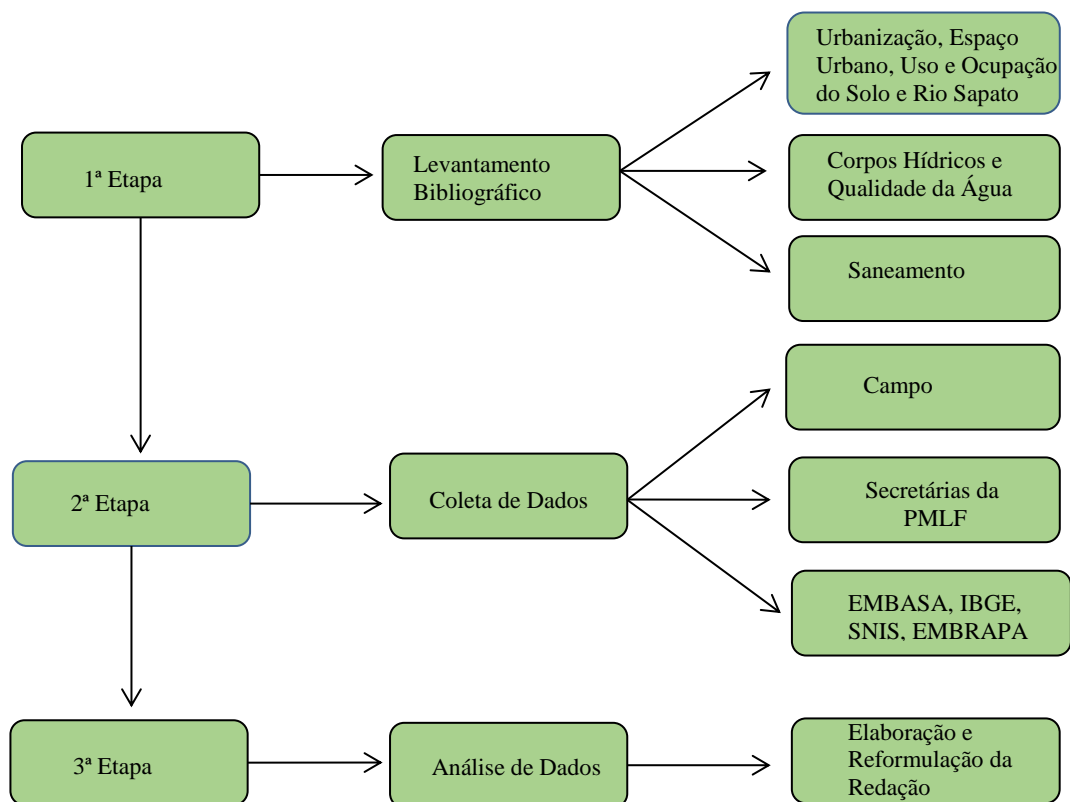 1ª Etapa
Levantamento
Bibliográfico
Urbanização, Espaço
Urbano, Uso e Ocupação
do Solo e Rio Sapato
Corpos Hídricos e
Qualidade da Água
Saneamento
2ª Etapa
Coleta de Dados
Campo
Secretárias da
PMLF
EMBASA, IBGE,
SNIS, EMBRAPA
3ª Etapa
Análise de Dados
Elaboração e
Reformulação da
Redação